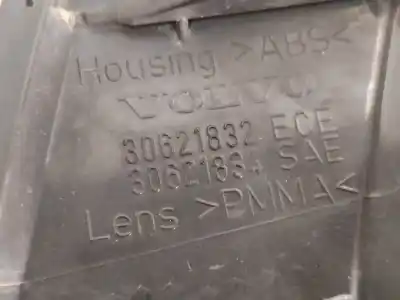 Housing >ABS<
VOLVO
30621832 ECE
30621834 SAE
Lens >PMMA<